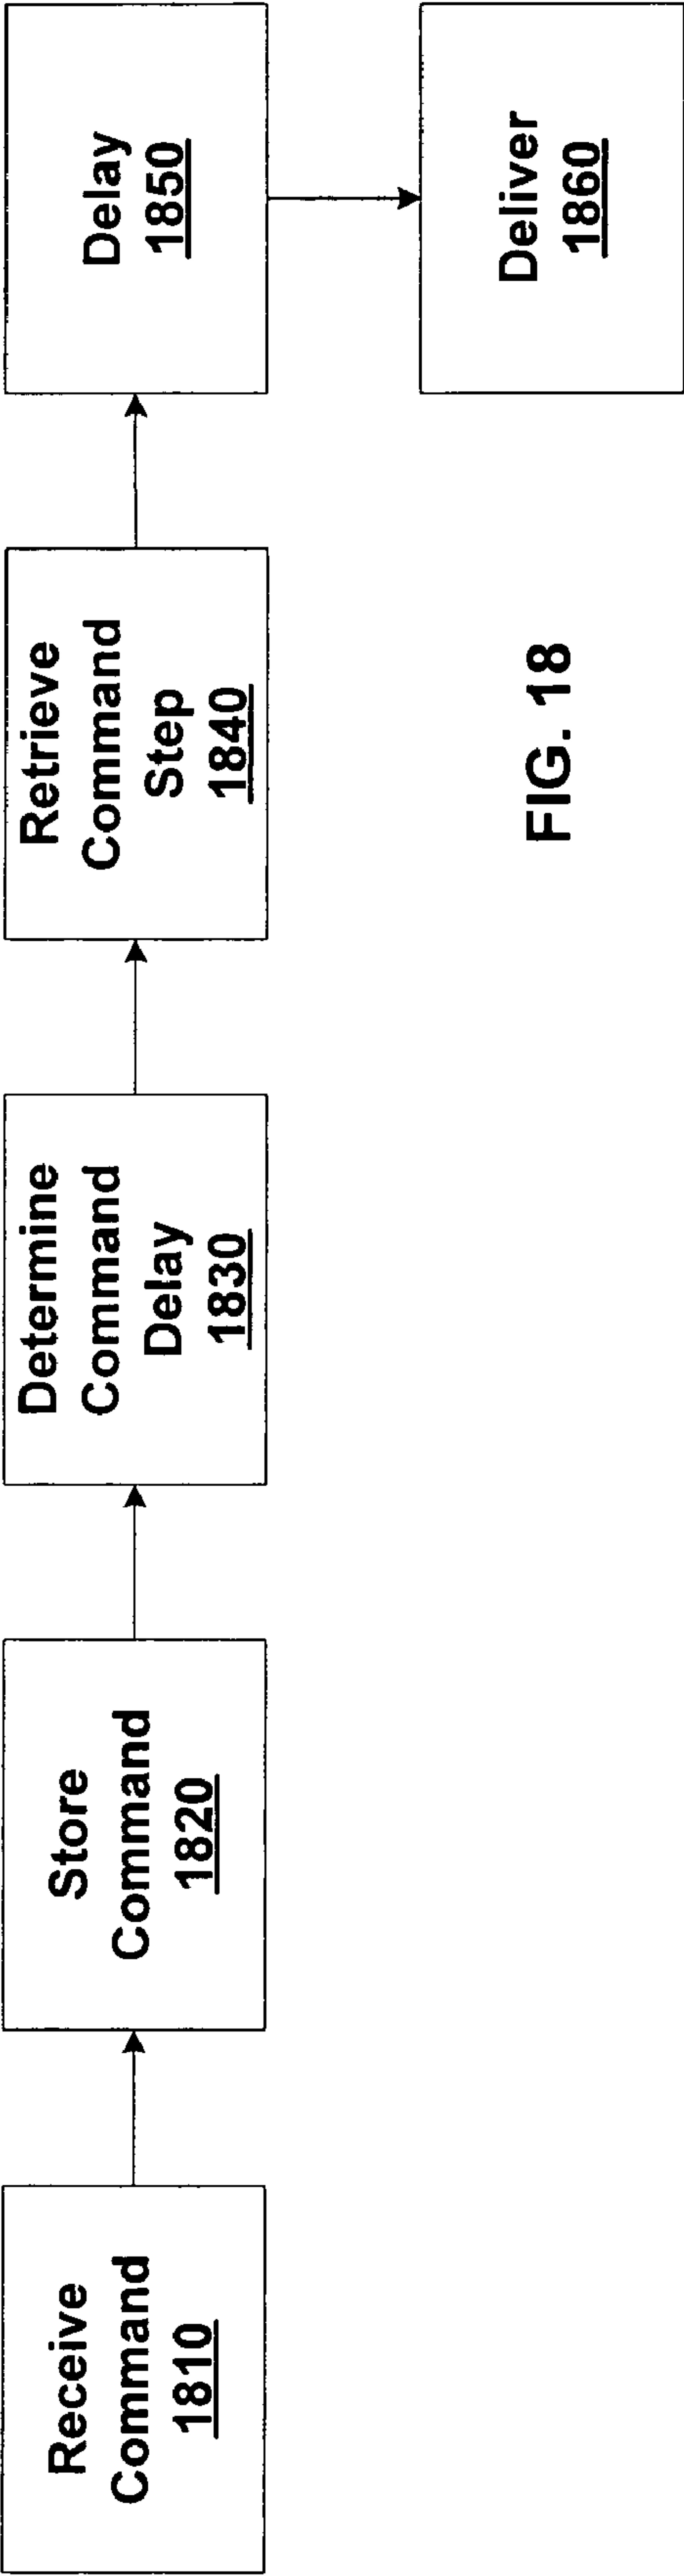 Receive
Command
1810
Store
Command
1820
Determine
Command
Delay
1830
Retrieve
Command
Step
1840
Delay
1850
Deliver
1860
FIG. 18